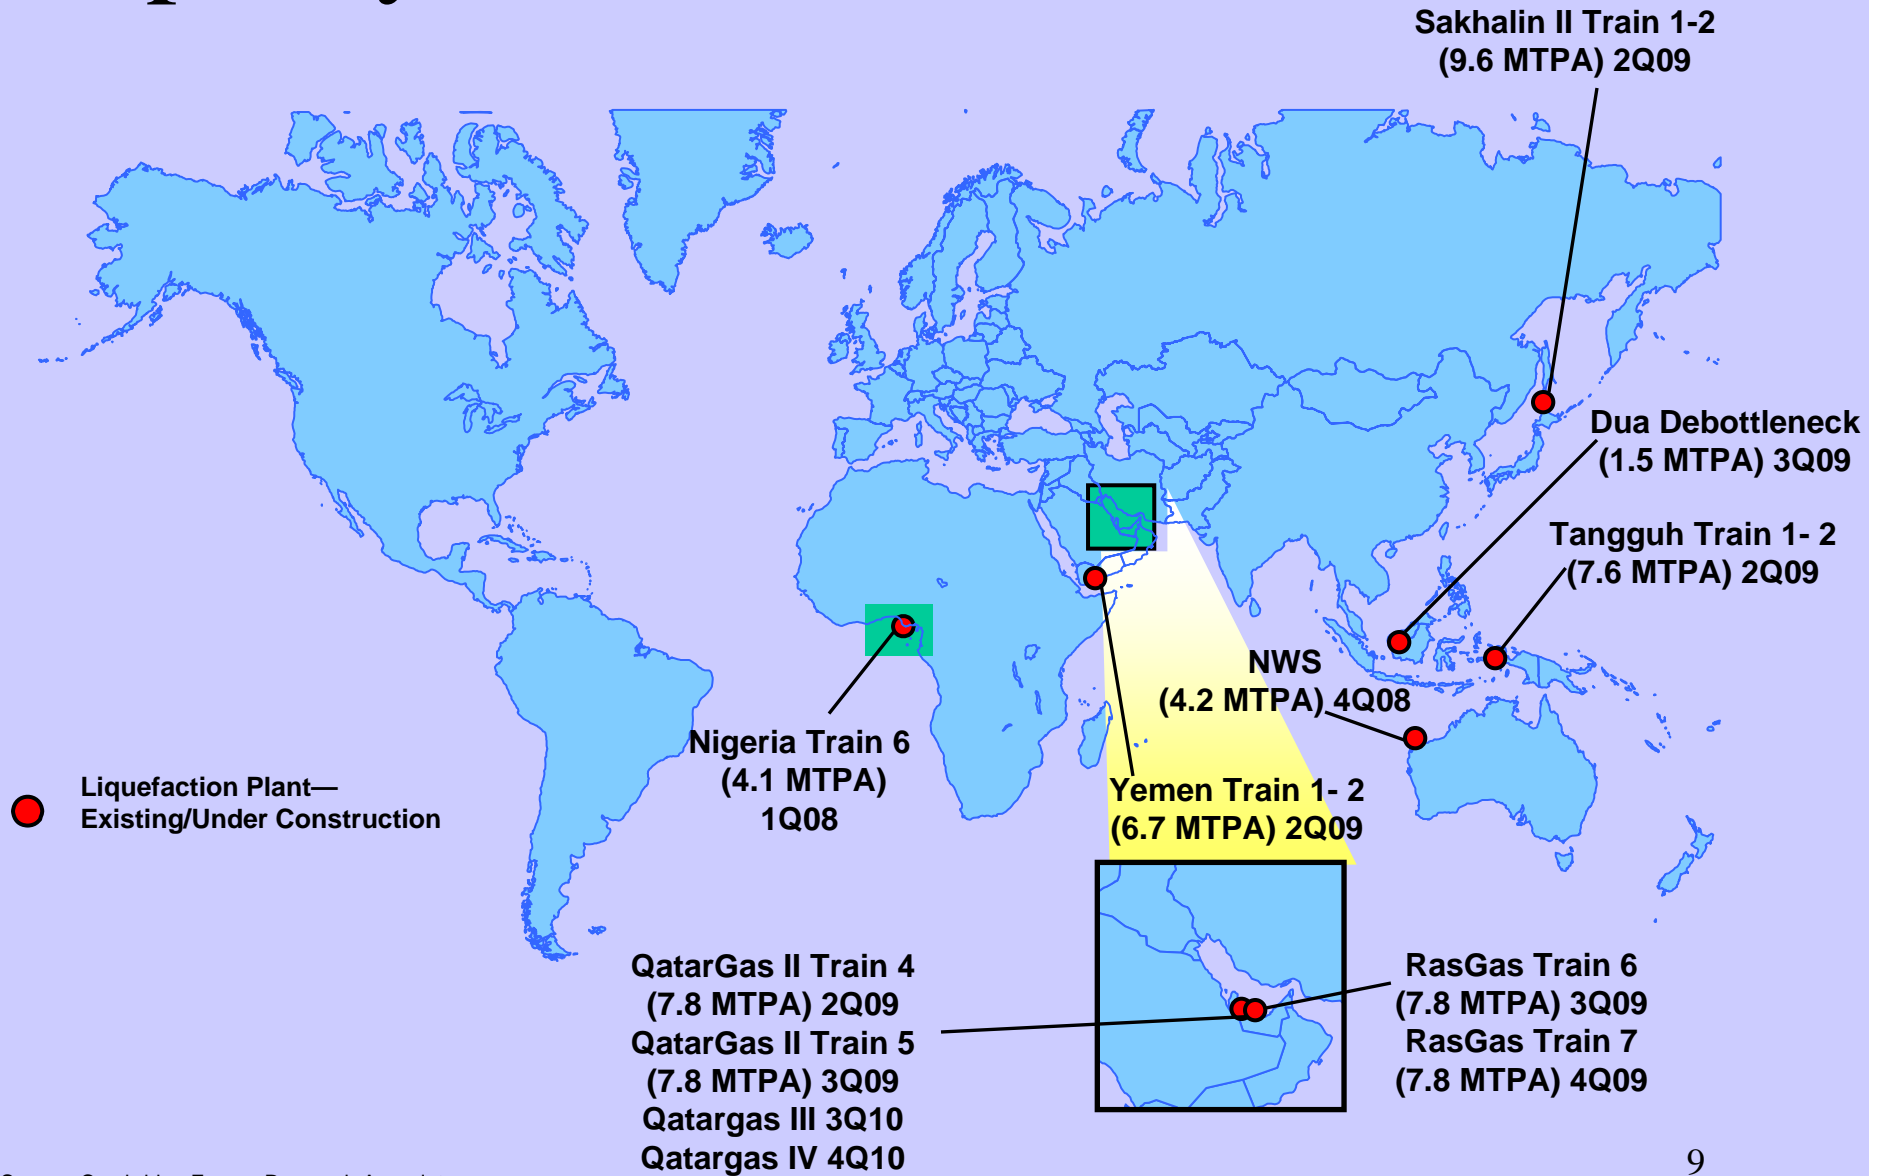 Sakhalin II Train 1-2
(9.6 MTPA) 2Q09
Dua Debottleneck
(1.5 MTPA) 3Q09
Tangguh Train 1- 2
(7.6 MTPA) 2Q09
NWS
(4.2 MTPA) 4Q08
Nigeria Train 6
(4.1 MTPA)
1Q08
Liquefaction Plant—
Existing/Under Construction
Yemen Train 1- 2
(6.7 MTPA) 2Q09
QatarGas II Train 4
(7.8 MTPA) 2Q09
QatarGas II Train 5
(7.8 MTPA) 3Q09
Qatargas III 3Q10
Qatargas IV 4Q10
RasGas Train 6
(7.8 MTPA) 3Q09
RasGas Train 7
(7.8 MTPA) 4Q09
9